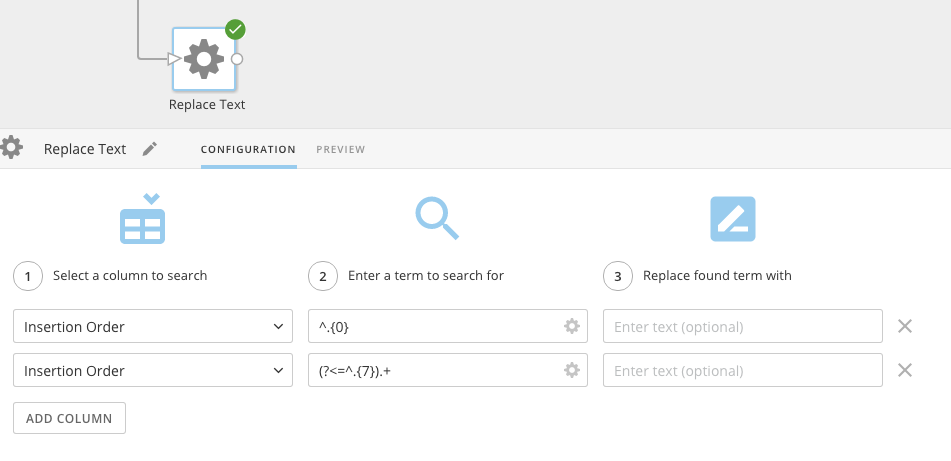 Replace Text
Replace Text CONFIGURATION PREVIEW
1 Select a column to search 2 Enter a term to search for 3 Replace found term with
Insertion Order ^.{0} Enter text (optional)
Insertion Order (?<=^.{7}).+ Enter text (optional)
ADD COLUMN